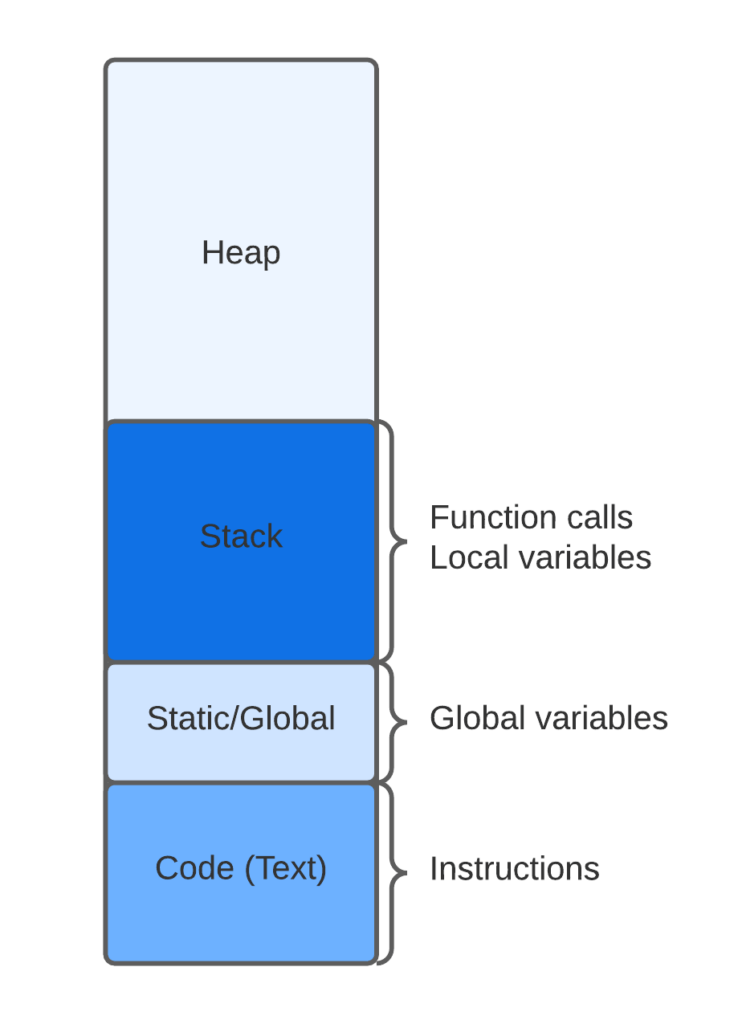 Heap
Stack
Function calls
Local variables
Static/Global
Global variables
Code (Text)
Instructions